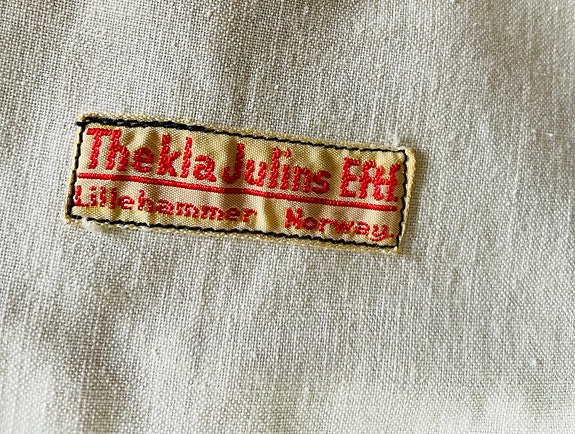 Thekla Julins Eftf
Lillehammer Norway.